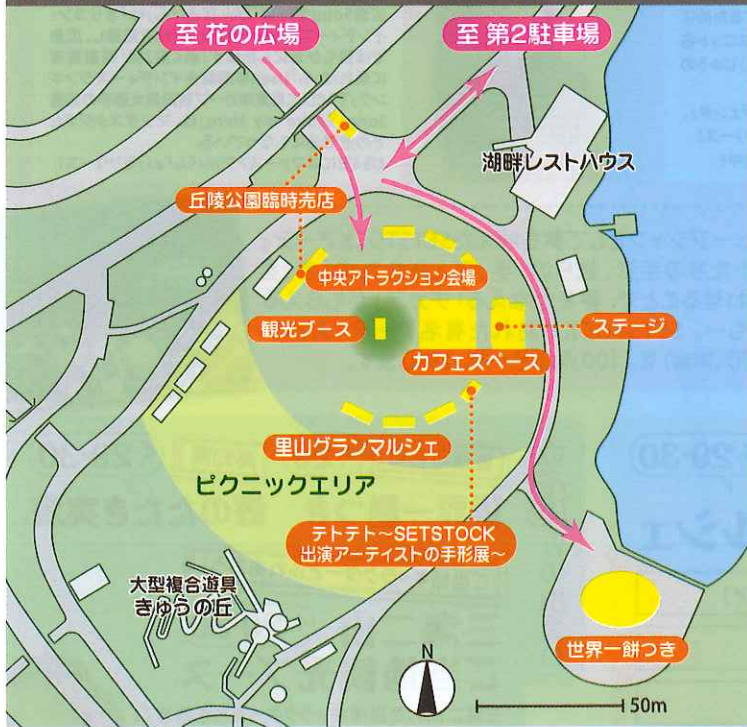 至 花の広場
至 第2駐車場
湖畔レストハウス
丘陵公園臨時売店
中央アトラクション会場
観光ブース
ステージ
カフェスペース
里山グランマルシェ
ピクニックエリア
テトテト～SETSTOCK
出演アーティストの手形展～
大型複合遊具
きゅうの丘
世界一餅つき
N
50m